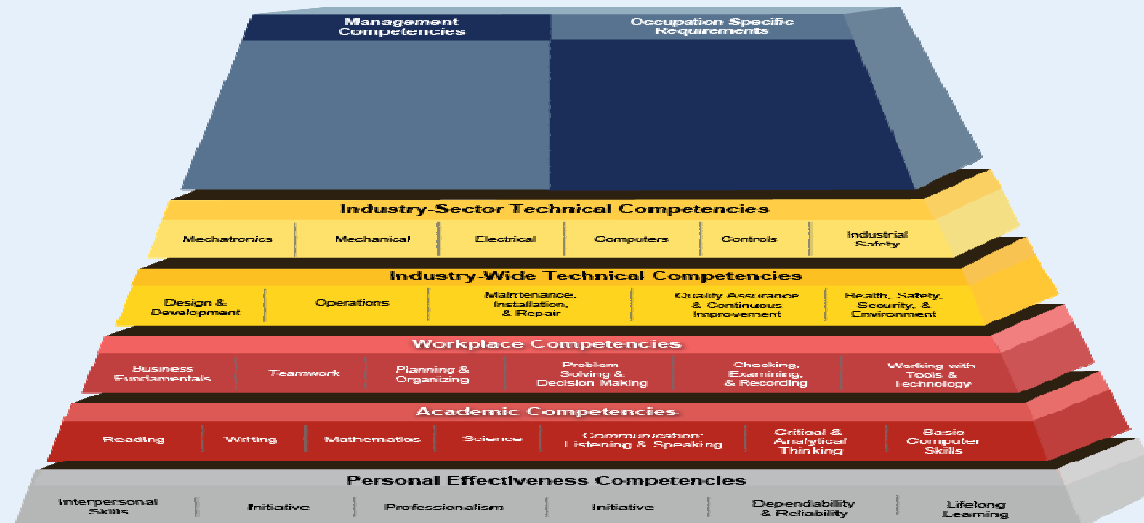 Management
Competencies
Occupation Specific
Requirements
Industry-Sector Technical Competencies
Mechatronics
Mechanical
Electrical
Computers
Controls
Industrial
Safety
Industry-Wide Technical Competencies
Design &
Development
Operations
Maintenance,
Installation,
& Repair
Quality Assurance
& Continuous
Improvement
Health, Safety,
Security, &
Environment
Workplace Competencies
Business
Fundamentals
Teamwork
Planning &
Organizing
Problem
Solving &
Decision Making
Checking,
Examining,
& Recording
Working with
Tools &
Technology
Academic Competencies
Reading
Writing
Mathematics
Science
Communication:
Listening & Speaking
Critical &
Analytical
Thinking
Basic
Computer
Skills
Personal Effectiveness Competencies
Interpersonal
Skills
Initiative
Professionalism
Initiative
Dependability
& Reliability
Lifelong
Learning